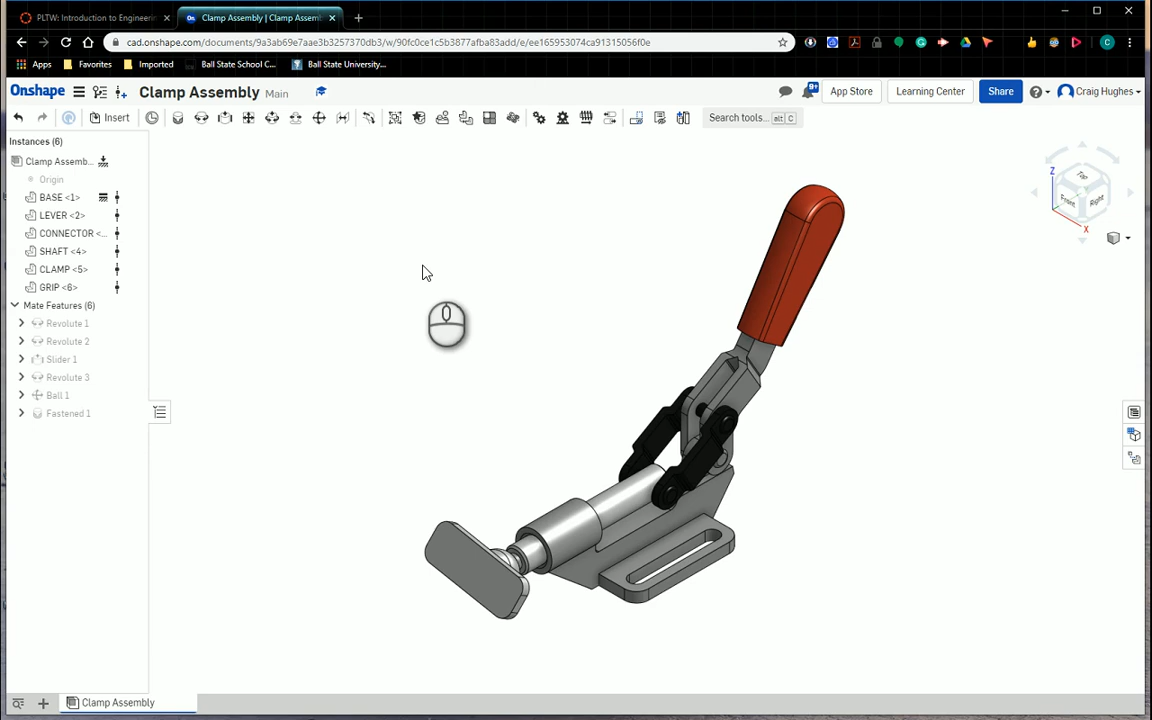 PLTW: Introduction to Engineerin
Clamp Assembly | Clamp Assem
cad.onshape.com/documents/9a3ab69e7aae3b3257370db3/w/90fc0ce1c5b3877afba83add/e/ee165953074ca91315056f0e
Apps Favorites Imported Ball State School C... Ball State University...
Onshape Clamp Assembly Main App Store Learning Center Share Craig Hughes
Insert Search tools... alt C
Instances (6)
Clamp Assemb...
Origin
BASE <1>
LEVER <2>
CONNECTOR <...
SHAFT <4>
CLAMP <5>
GRIP <6>
Mate Features (6)
Revolute 1
Revolute 2
Slider 1
Revolute 3
Ball 1
Fastened 1
Z
Top
Front Right
X
Clamp Assembly